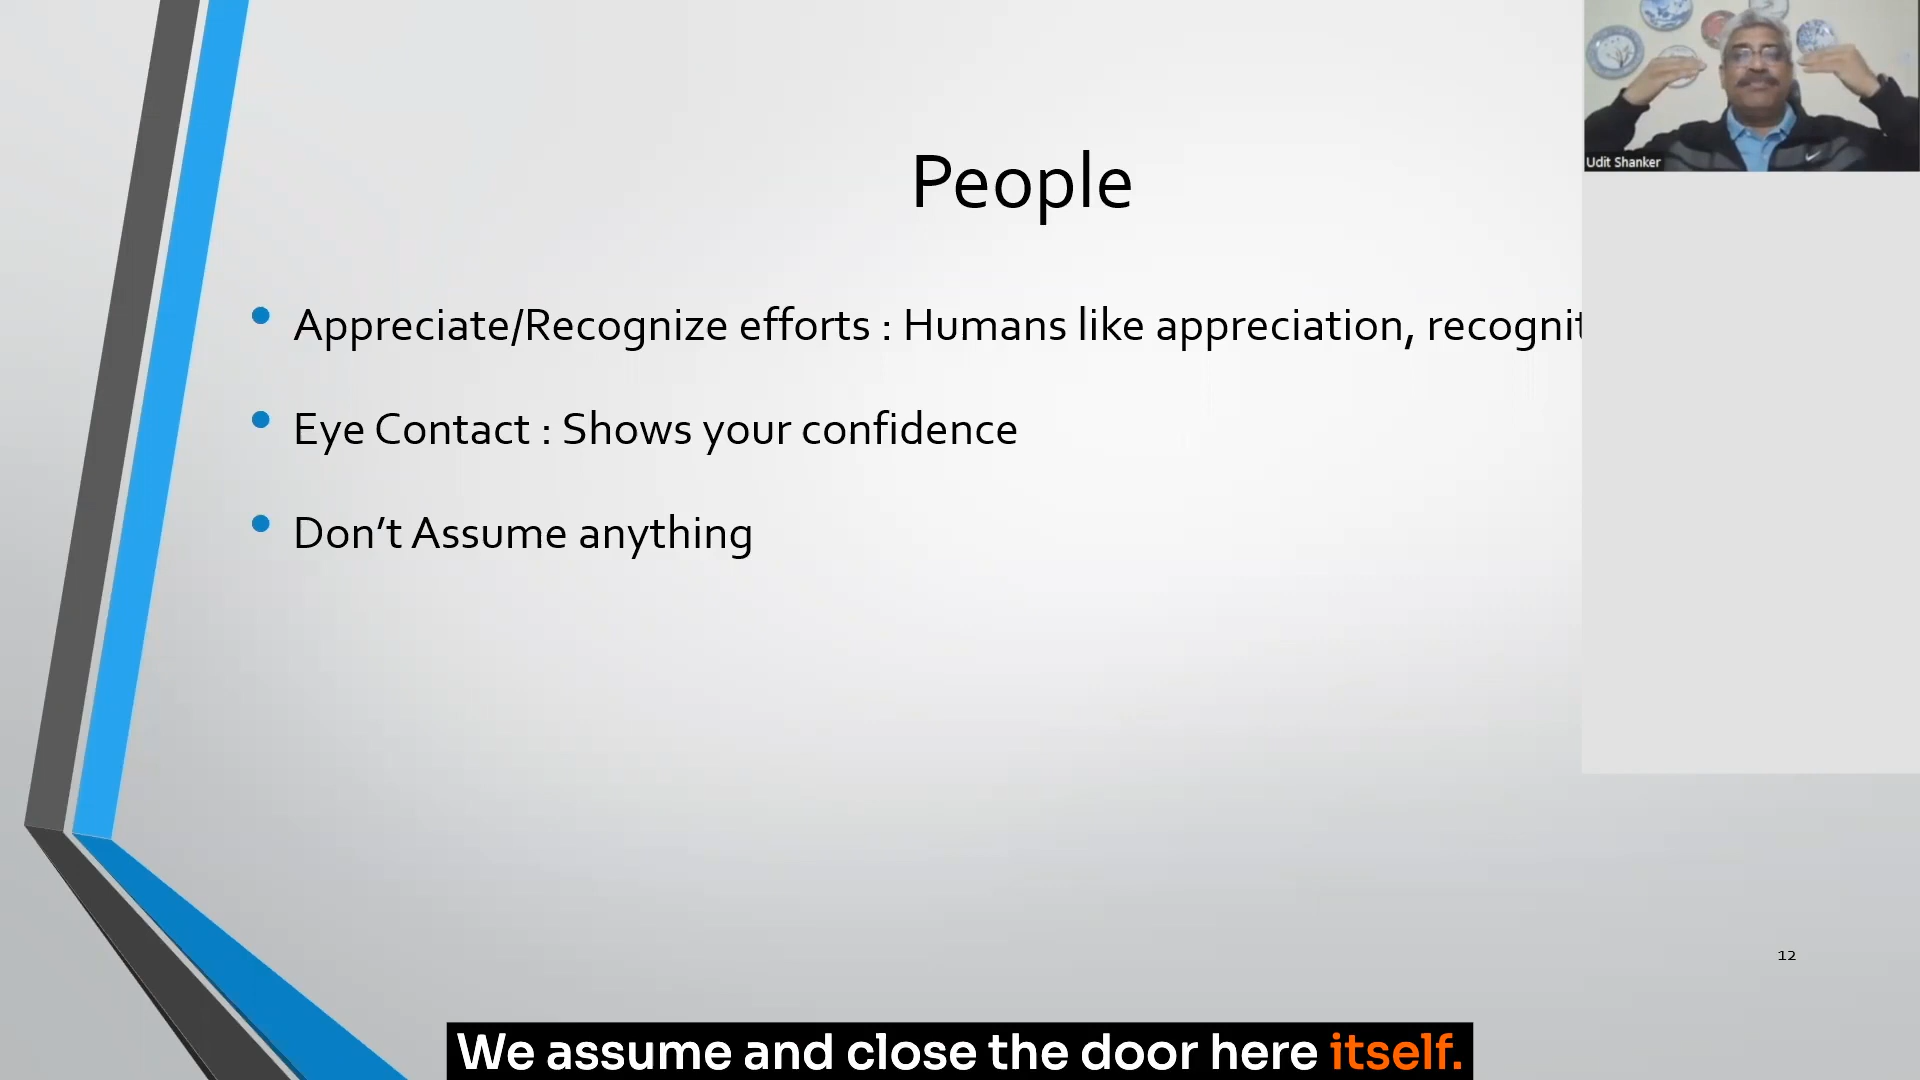 People
Appreciate/Recognize efforts : Humans like appreciation,
Eye Contact : Shows your confidence
Don’t Assume anything
Udit Shanker
12
We assume and close the door here itself.